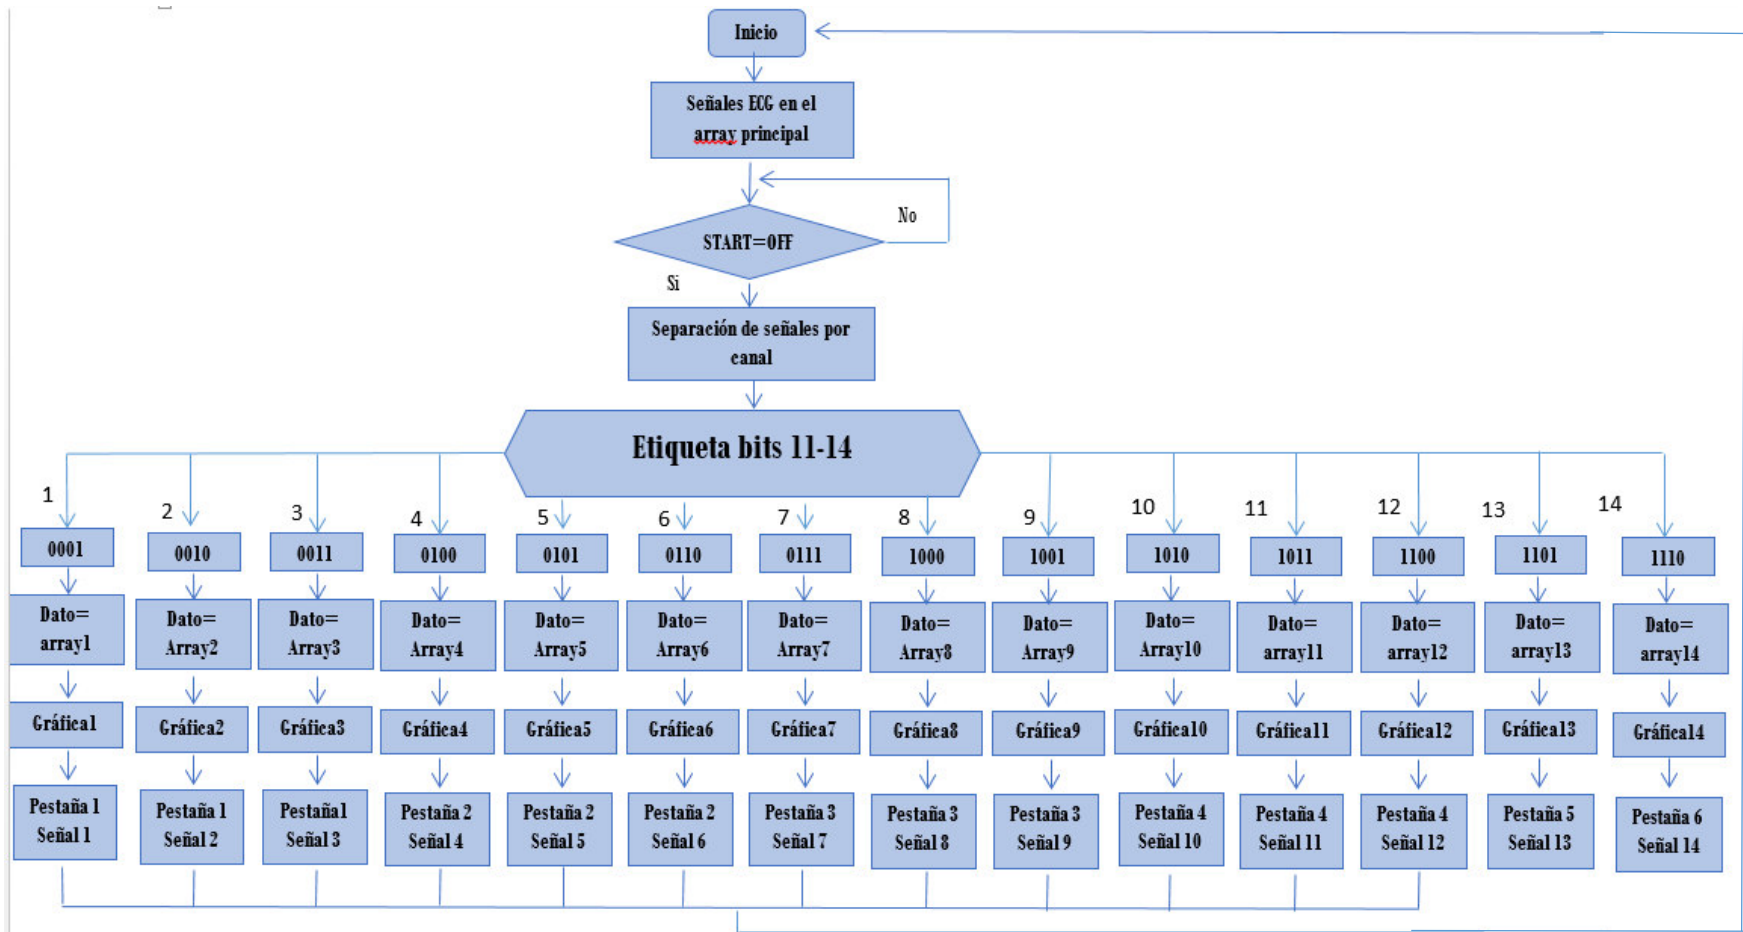 Inicio
Señales ECG en el
array principal
No
START=OFF
Si
Separación de señales por
canal
Etiqueta bits 11-14
1
2
3
4
5
6
7
8
9
10
11
12
13
14
0001
0010
0011
0100
0101
0110
0111
1000
1001
1010
1011
1100
1101
1110
Dato=
array1
Dato=
Array2
Dato=
Array3
Dato=
Array4
Dato=
Array5
Dato=
Array6
Dato=
Array7
Dato=
Array8
Dato=
Array9
Dato=
Array10
Dato=
array11
Dato=
array12
Dato=
array13
Dato=
array14
Gráfica1
Gráfica2
Gráfica3
Gráfica4
Gráfica5
Gráfica6
Gráfica7
Gráfica8
Gráfica9
Gráfica10
Gráfica11
Gráfica12
Gráfica13
Gráfica14
Pestaña 1
Señal 1
Pestaña 1
Señal 2
Pestaña1
Señal 3
Pestaña 2
Señal 4
Pestaña 2
Señal 5
Pestaña 2
Señal 6
Pestaña 3
Señal 7
Pestaña 3
Señal 8
Pestaña 3
Señal 9
Pestaña 4
Señal 10
Pestaña 4
Señal 11
Pestaña 4
Señal 12
Pestaña 5
Señal 13
Pestaña 6
Señal 14